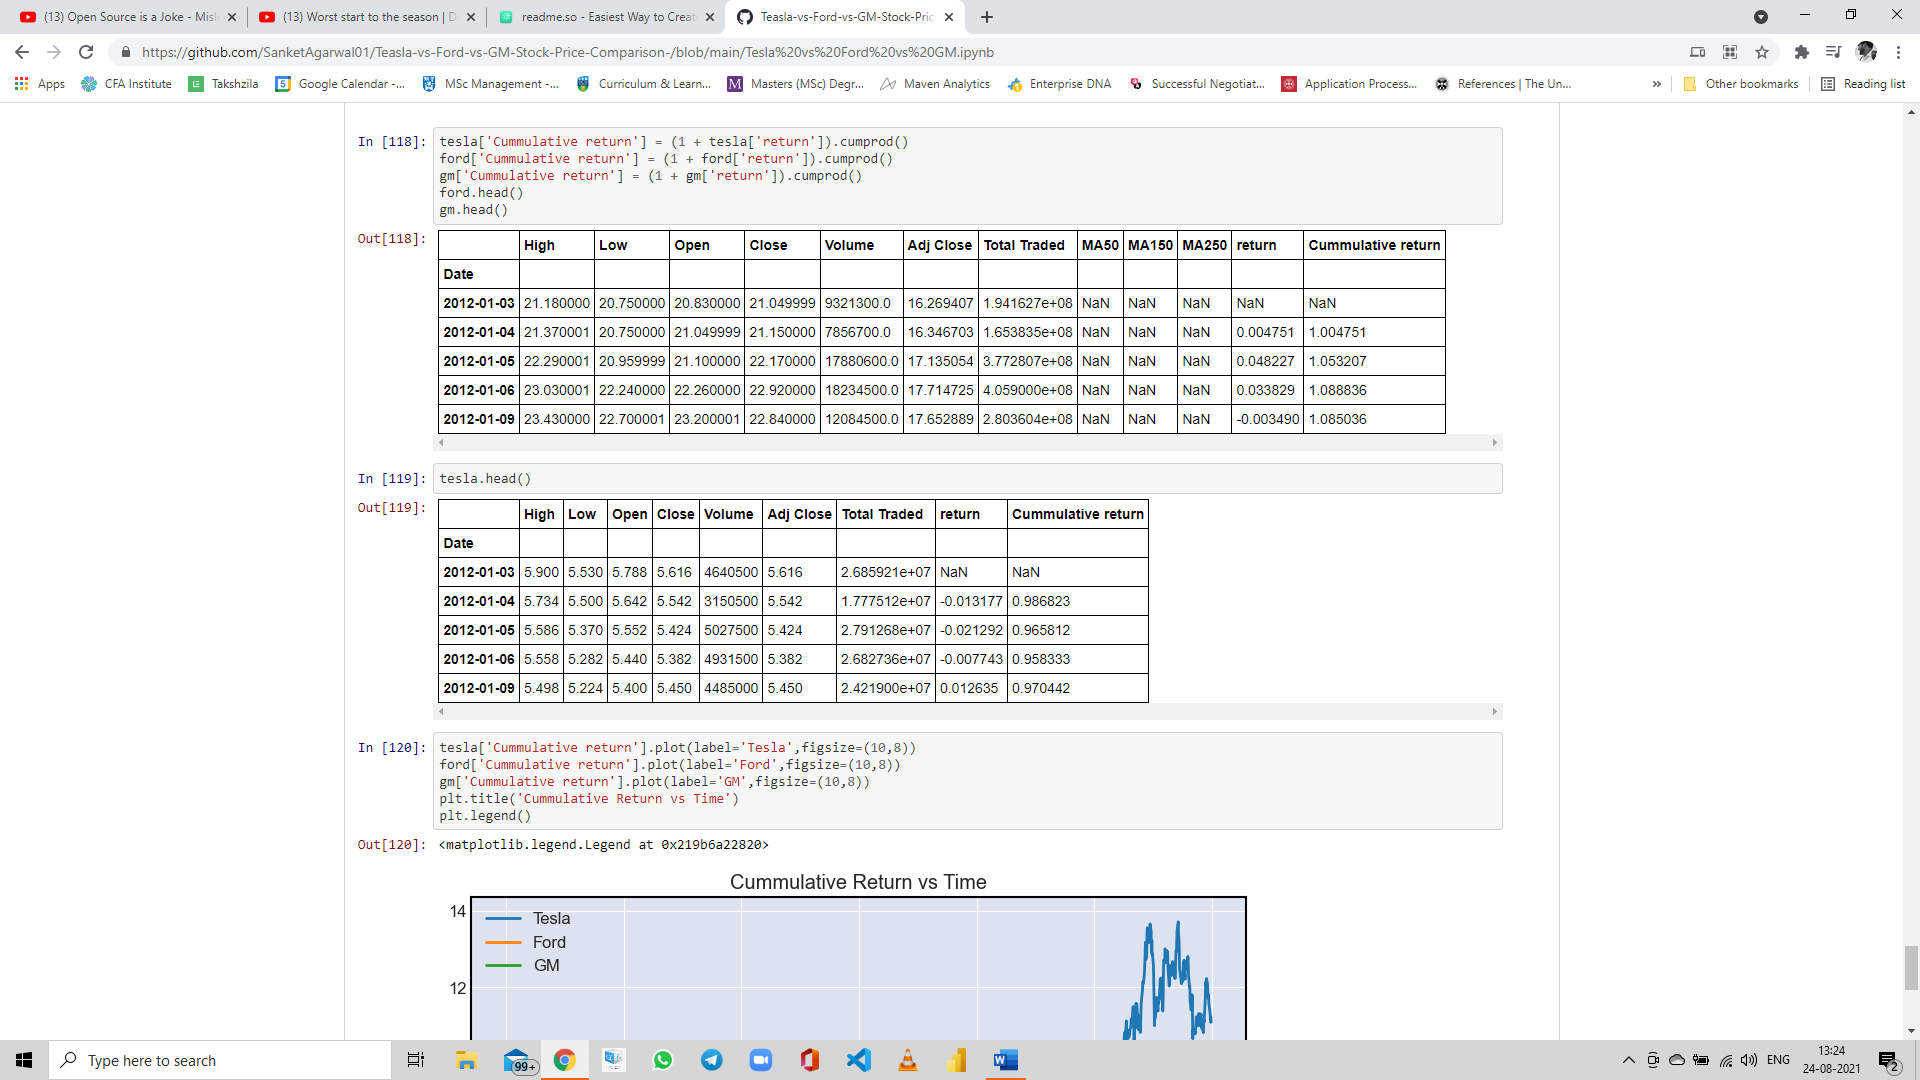 (13) Open Source is a Joke - Misl
(13) Worst start to the season | D
readme.so - Easiest Way to Creat
Teasla-vs-Ford-vs-GM-Stock-Pric
https://github.com/SanketAgarwal01/Teasla-vs-Ford-vs-GM-Stock-Price-Comparison-/blob/main/Tesla%20vs%20Ford%20vs%20GM.ipynb
Apps
CFA Institute
Takshzila
Google Calendar -...
MSc Management -...
Curriculum & Learn...
Masters (MSc) Degr...
Maven Analytics
Enterprise DNA
Successful Negotiat...
Application Process...
References | The Un...
»
Other bookmarks
Reading list
In [118]:
tesla['Cummulative return'] = (1 + tesla['return']).cumprod()
ford['Cummulative return'] = (1 + ford['return']).cumprod()
gm['Cummulative return'] = (1 + gm['return']).cumprod()
ford.head()
gm.head()
Out[118]:
High Low Open Close Volume Adj Close Total Traded MA50 MA150 MA250 return Cummulative return
Date
2012-01-03 21.180000 20.750000 20.830000 21.049999 9321300.0 16.269407 1.941627e+08 NaN NaN NaN NaN NaN
2012-01-04 21.370001 20.750000 21.049999 21.150000 7856700.0 16.346703 1.653835e+08 NaN NaN NaN 0.004751 1.004751
2012-01-05 22.290001 20.959999 21.100000 22.170000 17880600.0 17.135054 3.772807e+08 NaN NaN NaN 0.048227 1.053207
2012-01-06 23.030001 22.240000 22.260000 22.920000 18234500.0 17.714725 4.059000e+08 NaN NaN NaN 0.033829 1.088836
2012-01-09 23.430000 22.700001 23.200001 22.840000 12084500.0 17.652889 2.803604e+08 NaN NaN NaN -0.003490 1.085036
In [119]:
tesla.head()
Out[119]:
High Low Open Close Volume Adj Close Total Traded return Cummulative return
Date
2012-01-03 5.900 5.530 5.788 5.616 4640500 5.616 2.685921e+07 NaN NaN
2012-01-04 5.734 5.500 5.642 5.542 3150500 5.542 1.777512e+07 -0.013177 0.986823
2012-01-05 5.586 5.370 5.552 5.424 5027500 5.424 2.791268e+07 -0.021292 0.965812
2012-01-06 5.558 5.282 5.440 5.382 4931500 5.382 2.682736e+07 -0.007743 0.958333
2012-01-09 5.498 5.224 5.400 5.450 4485000 5.450 2.421900e+07 0.012635 0.970442
In [120]:
tesla['Cummulative return'].plot(label='Tesla',figsize=(10,8))
ford['Cummulative return'].plot(label='Ford',figsize=(10,8))
gm['Cummulative return'].plot(label='GM',figsize=(10,8))
plt.title('Cummulative Return vs Time')
plt.legend()
Out[120]:
<matplotlib.legend.Legend at 0x219b6a22820>
Cummulative Return vs Time
14
Tesla
Ford
GM
12
Type here to search
99+
ENG
13:24
24-08-2021
2